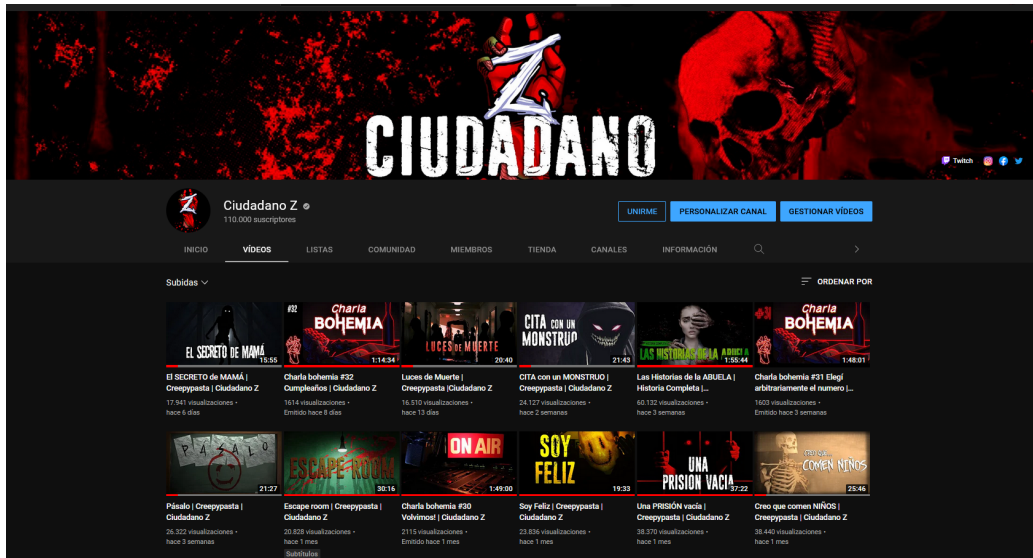 Z
CIUDADANO
Twitch
Z
Ciudadano Z
110.000 suscriptores
UNIRME
PERSONALIZAR CANAL
GESTIONAR VÍDEOS
INICIO
VÍDEOS
LISTAS
COMUNIDAD
MIEMBROS
TIENDA
CANALES
INFORMACIÓN
Subidas
ORDENAR POR
EL SECRETO DE MAMÁ
15:55
#32
Charla
BOHEMIA
1:14:34
LUCES DE MUERTE
20:40
CITA CON UN
MONSTRUO
21:43
LAS HISTORIAS DE LA ABUELA
1:55:44
#31
Charla
BOHEMIA
1:48:01
El SECRETO de MAMÁ |
Creepypasta | Ciudadano Z
17.941 visualizaciones •
hace 6 días
Charla bohemia #32
Cumpleaños | Ciudadano Z
1614 visualizaciones •
Emitido hace 8 días
Luces de Muerte |
Creepypasta | Ciudadano Z
16.510 visualizaciones •
hace 13 días
CITA con un MONSTRUO |
Creepypasta | Ciudadano Z
24.127 visualizaciones •
hace 2 semanas
Las Historias de la ABUELA |
Historia Completa |...
60.132 visualizaciones •
hace 3 semanas
Charla bohemia #31 Elegí
arbitrariamente el numero |...
1603 visualizaciones •
Emitido hace 3 semanas
PÁSALO
21:27
ESCAPE ROOM
30:16
ON AIR
1:49:00
SOY
FELIZ
19:33
UNA
PRISION VACIA
37:22
CREO QUE
COMEN NIÑOS
25:46
Pásalo | Creepypasta |
Ciudadano Z
26.322 visualizaciones •
hace 3 semanas
Escape room | Creepypasta |
Ciudadano Z
20.828 visualizaciones •
hace 1 mes
Subtítulos
Charla bohemia #30
Volvimos! | Ciudadano Z
2115 visualizaciones •
Emitido hace 1 mes
Soy Feliz | Creepypasta |
Ciudadano Z
23.836 visualizaciones •
hace 1 mes
Una PRISIÓN vacía |
Creepypasta | Ciudadano Z
38.370 visualizaciones •
hace 1 mes
Creo que comen NIÑOS |
Creepypasta | Ciudadano Z
38.440 visualizaciones •
hace 1 mes